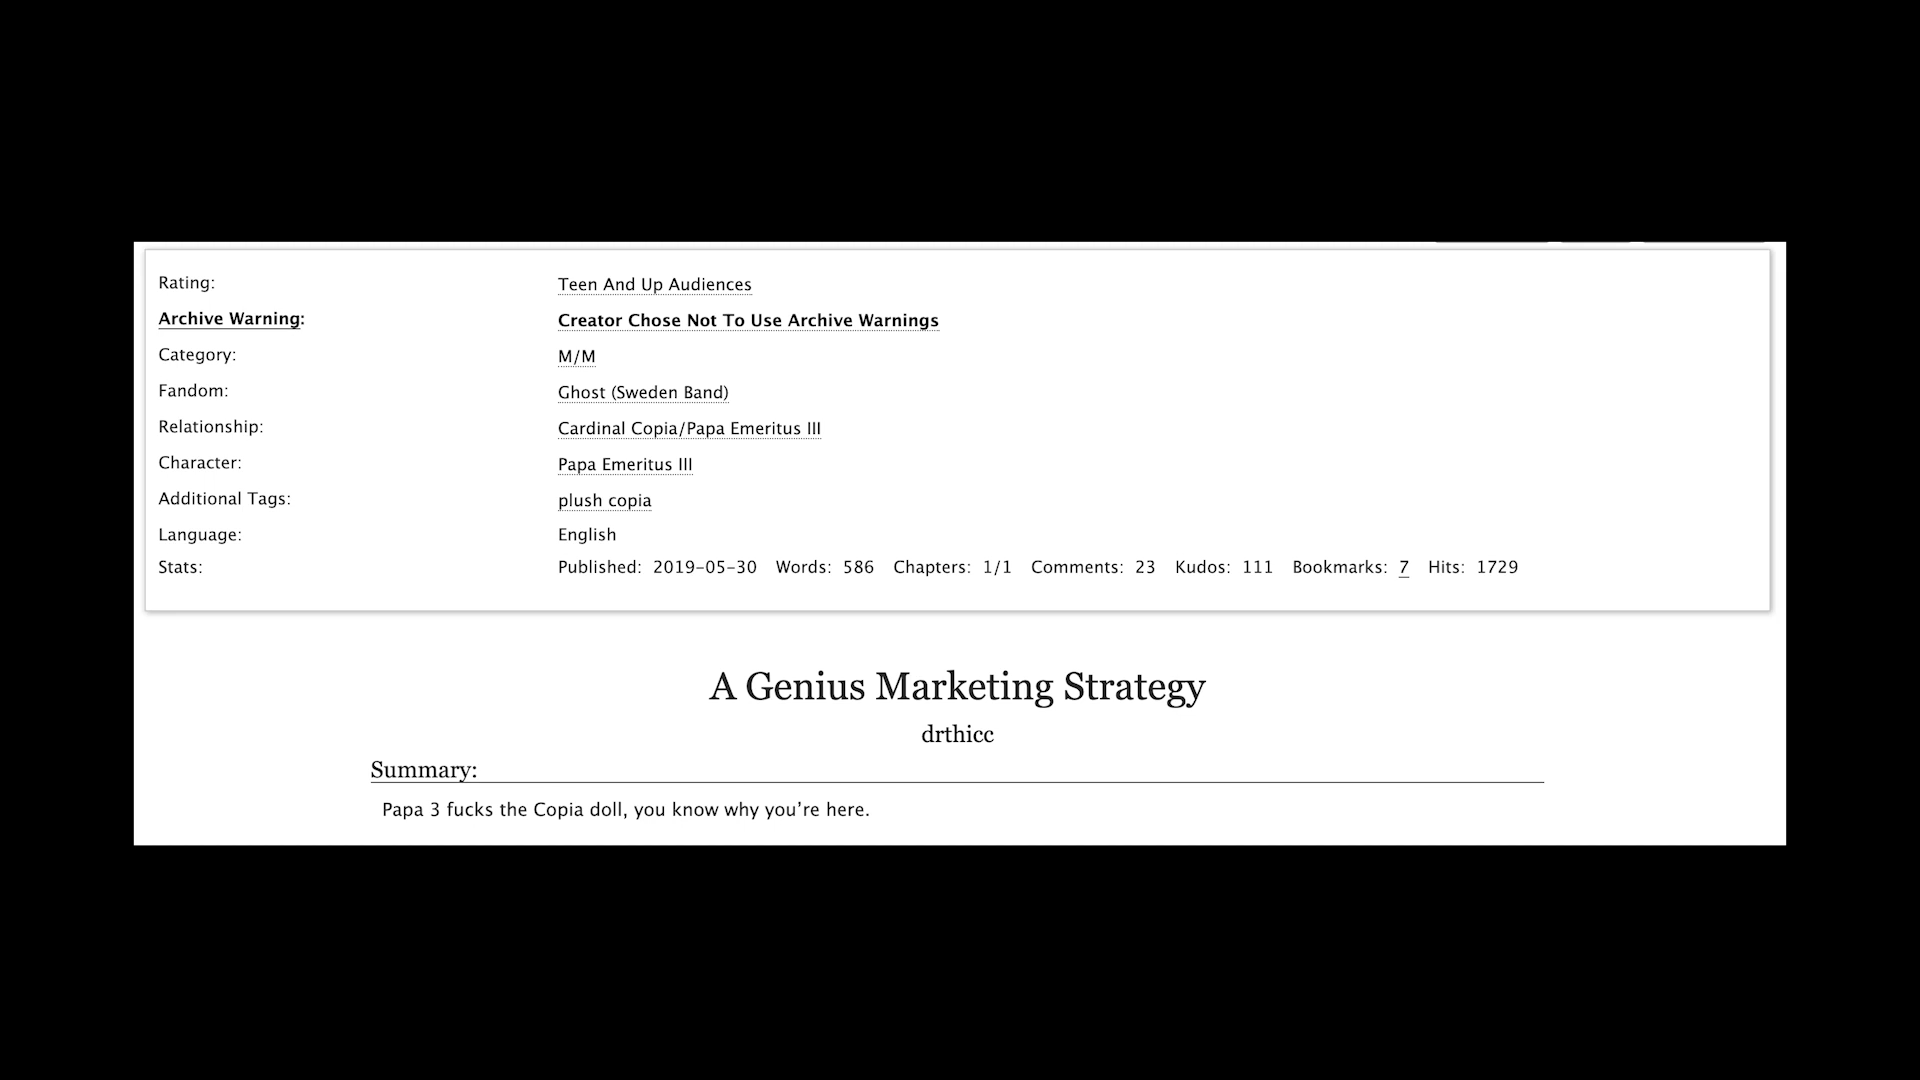 Rating: Teen And Up Audiences
Archive Warning: Creator Chose Not To Use Archive Warnings
Category: M/M
Fandom: Ghost (Sweden Band)
Relationship: Cardinal Copia/Papa Emeritus III
Character: Papa Emeritus III
Additional Tags: plush copia
Language: English
Stats: Published: 2019-05-30 Words: 586 Chapters: 1/1 Comments: 23 Kudos: 111 Bookmarks: 7 Hits: 1729
A Genius Marketing Strategy
drthicc
Summary:
Papa 3 fucks the Copia doll, you know why you’re here.